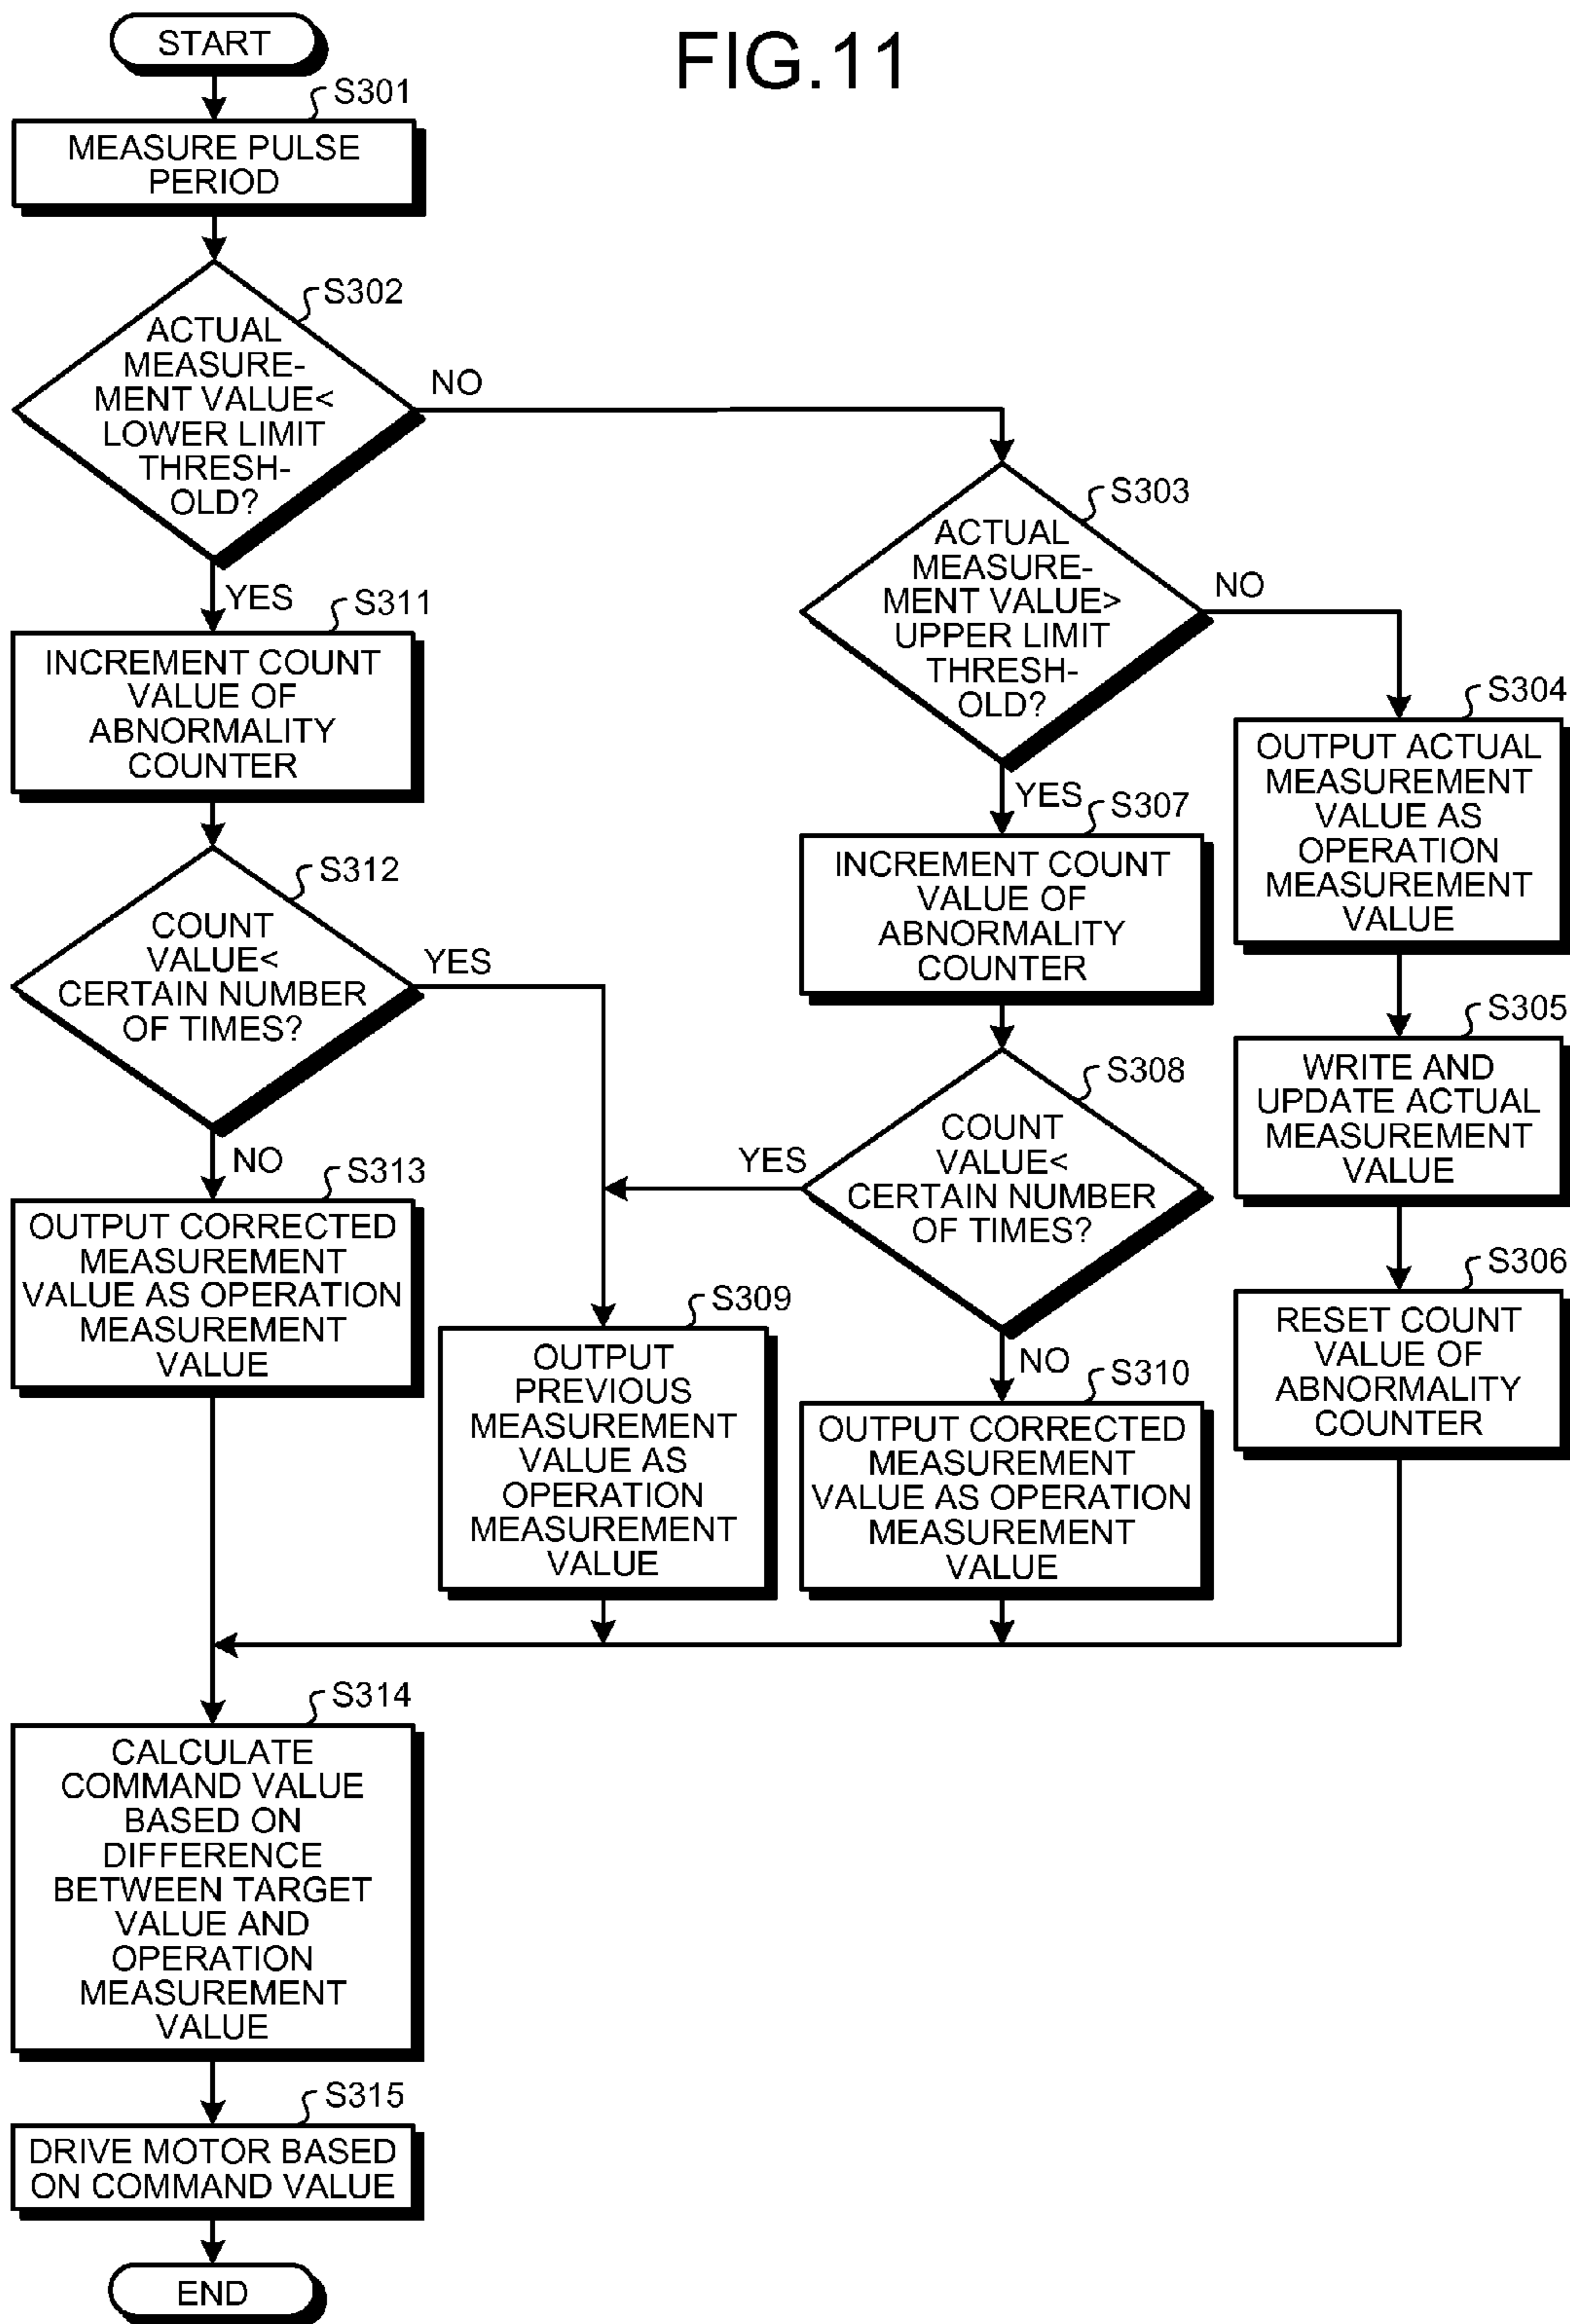 FIG.11
START
S301
MEASURE PULSE
PERIOD
S302
ACTUAL
MEASURE-
MENT VALUE<
LOWER LIMIT
THRESH-
OLD?
NO
YES
S303
ACTUAL
MEASURE-
MENT VALUE>
UPPER LIMIT
THRESH-
OLD?
NO
YES
S304
OUTPUT ACTUAL
MEASUREMENT
VALUE AS
OPERATION
MEASUREMENT
VALUE
S305
WRITE AND
UPDATE ACTUAL
MEASUREMENT
VALUE
S306
RESET COUNT
VALUE OF
ABNORMALITY
COUNTER
S307
INCREMENT COUNT
VALUE OF
ABNORMALITY
COUNTER
S308
COUNT
VALUE<
CERTAIN NUMBER
OF TIMES?
YES
NO
S309
OUTPUT
PREVIOUS
MEASUREMENT
VALUE AS
OPERATION
MEASUREMENT
VALUE
S310
OUTPUT CORRECTED
MEASUREMENT
VALUE AS OPERATION
MEASUREMENT
VALUE
S311
INCREMENT COUNT
VALUE OF
ABNORMALITY
COUNTER
S312
COUNT
VALUE<
CERTAIN NUMBER
OF TIMES?
YES
NO
S313
OUTPUT CORRECTED
MEASUREMENT
VALUE AS OPERATION
MEASUREMENT
VALUE
S314
CALCULATE
COMMAND VALUE
BASED ON
DIFFERENCE
BETWEEN TARGET
VALUE AND
OPERATION
MEASUREMENT
VALUE
S315
DRIVE MOTOR BASED
ON COMMAND VALUE
END